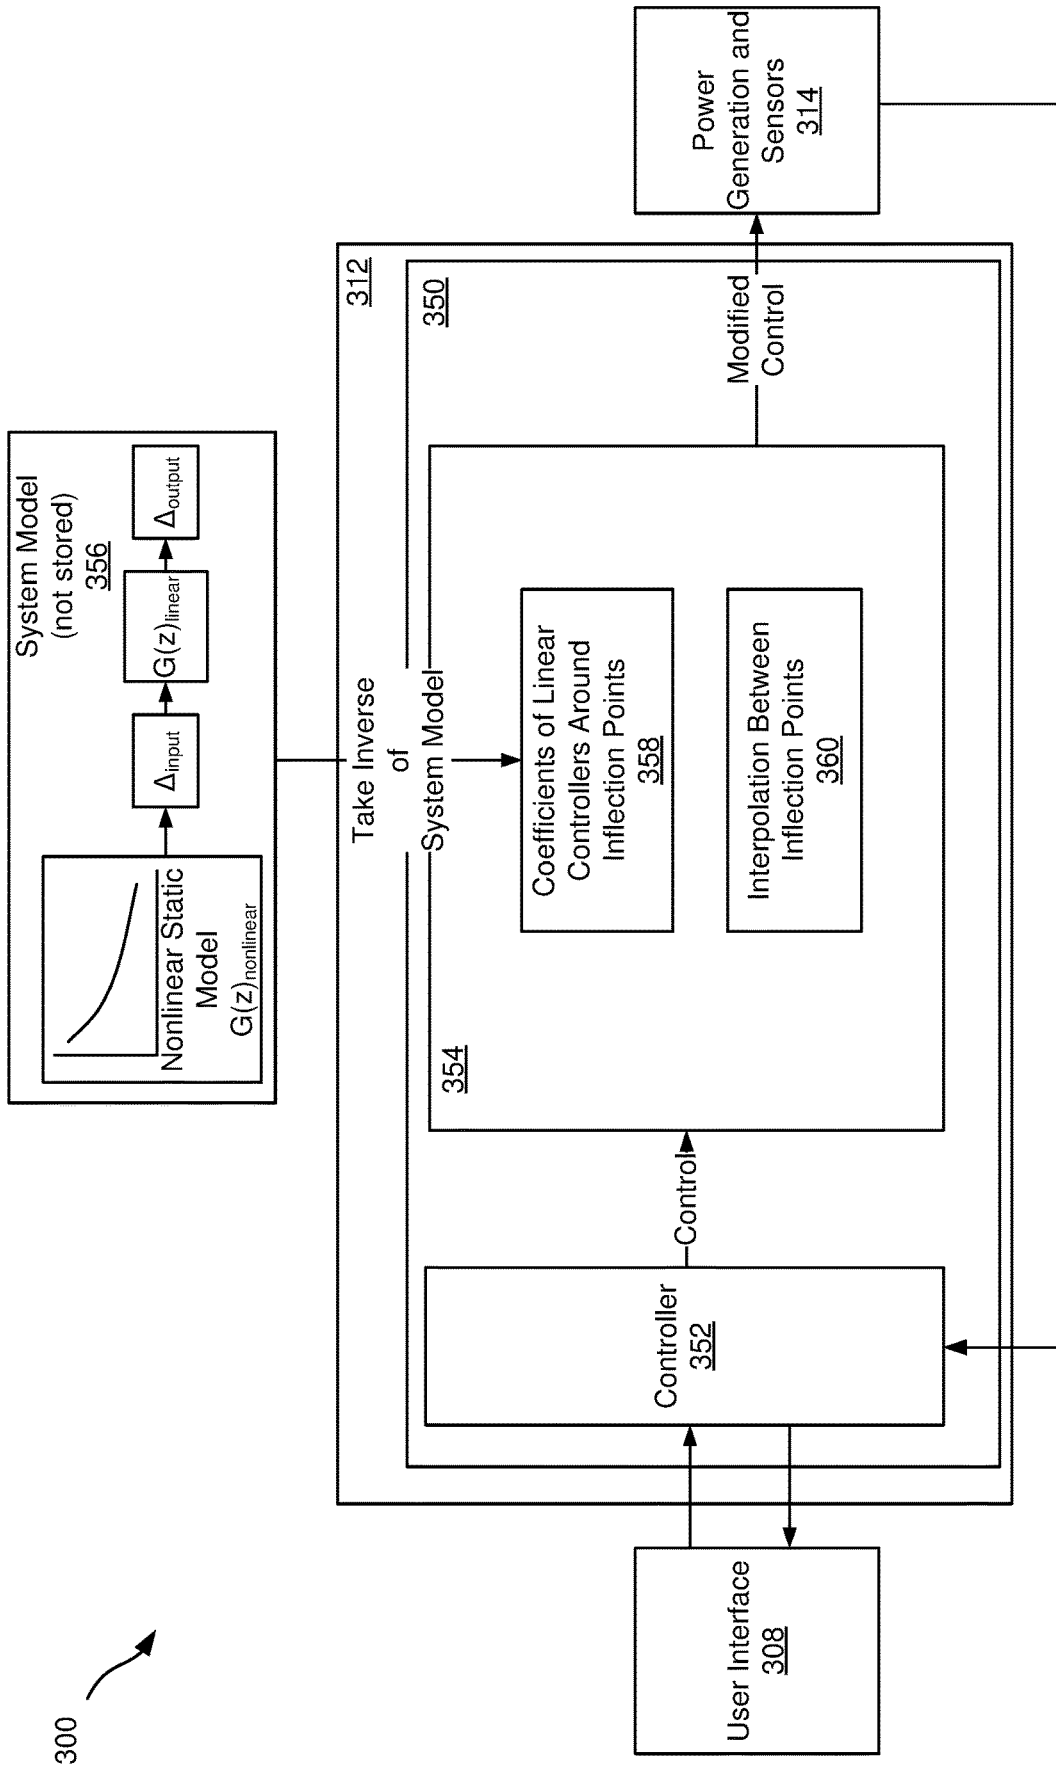 300
System Model
(not stored)
356
Nonlinear Static
Model
G(z)nonlinear
Δinput
G(z)linear
Δoutput
Take Inverse
of
System Model
312
350
354
User Interface
308
Controller
352
Control
Coefficients of Linear
Controllers Around
Inflection Points
358
Interpolation Between
Inflection Points
360
Modified
Control
Power
Generation and
Sensors
314